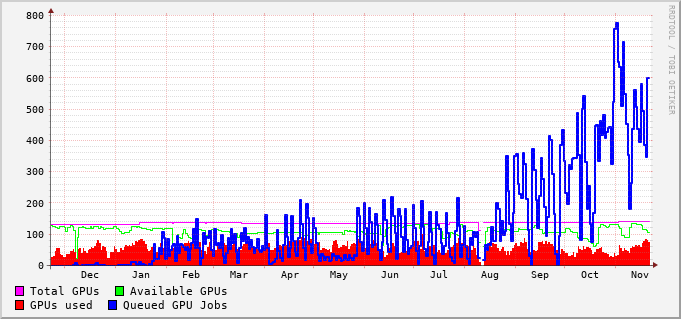 800
700
600
500
400
300
200
100
0
Dec Jan Feb Mar Apr May Jun Jul Aug Sep Oct Nov
Total GPUs Available GPUs
GPUs used Queued GPU Jobs
RRDTOOL / TOBI OETIKER